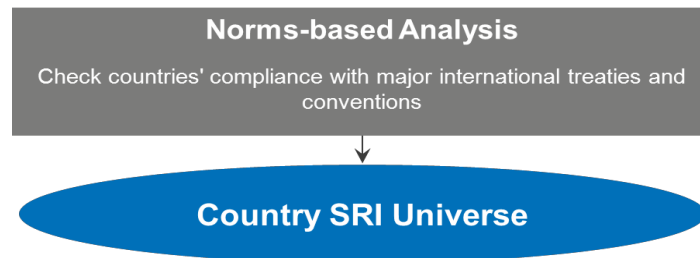 Norms-based Analysis
Check countries' compliance with major international treaties and
conventions
Country SRI Universe